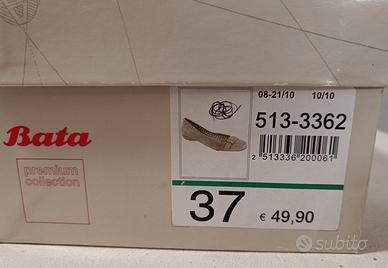 Bata
premium
collection
08-21/10 10/10
513-3362
2 513336 200061
37 € 49,90
subito